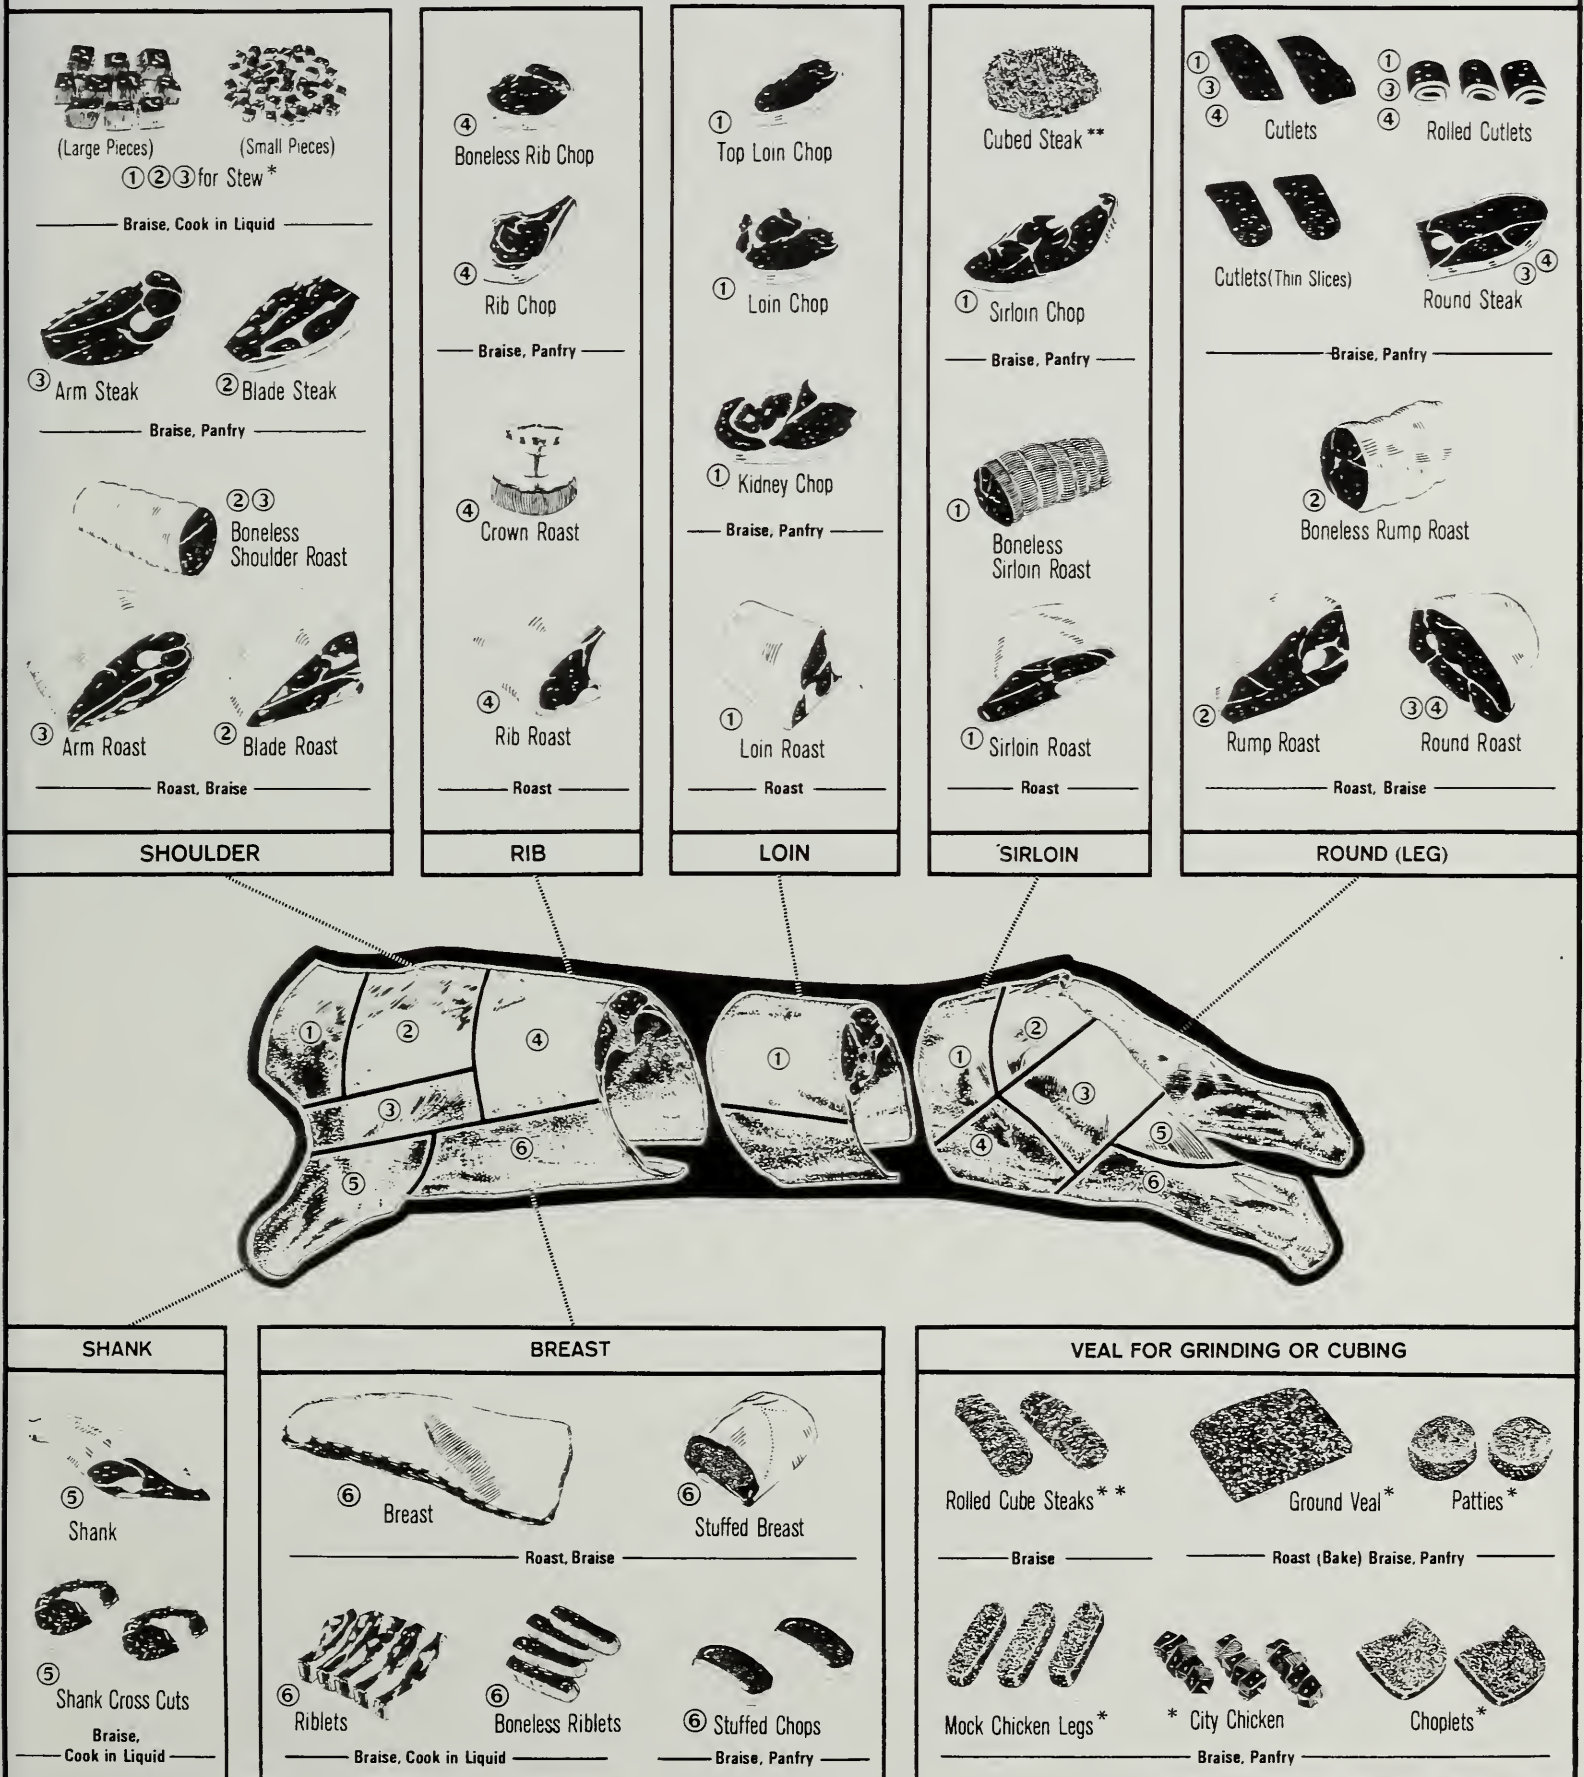 (Large Pieces)
(Small Pieces)
①②③ for Stew*
Braise, Cook in Liquid
③ Arm Steak
② Blade Steak
Braise, Panfry
②③
Boneless
Shoulder Roast
③ Arm Roast
② Blade Roast
Roast, Braise
SHOULDER
④
Boneless Rib Chop
④
Rib Chop
Braise, Panfry
④
Crown Roast
④
Rib Roast
Roast
RIB
①
Top Loin Chop
① Loin Chop
① Kidney Chop
Braise, Panfry
①
Loin Roast
Roast
LOIN
Cubed Steak**
① Sirloin Chop
Braise, Panfry
①
Boneless
Sirloin Roast
① Sirloin Roast
Roast
SIRLOIN
①
③
④
Cutlets
①
③
④
Rolled Cutlets
Cutlets (Thin Slices)
③④
Round Steak
Braise, Panfry
②
Boneless Rump Roast
②
Rump Roast
③④
Round Roast
Roast, Braise
ROUND (LEG)
①
②
④
③
⑥
⑤
①
①
②
③
④
⑤
⑥
SHANK
⑤
Shank
⑤
Shank Cross Cuts
Braise,
Cook in Liquid
BREAST
⑥
Breast
⑥
Stuffed Breast
Roast, Braise
⑥
Riblets
⑥
Boneless Riblets
Braise, Cook in Liquid
⑥ Stuffed Chops
Braise, Panfry
VEAL FOR GRINDING OR CUBING
Rolled Cube Steaks**
Braise
Ground Veal*
Patties*
Roast (Bake) Braise, Panfry
Mock Chicken Legs*
* City Chicken
Choplets*
Braise, Panfry